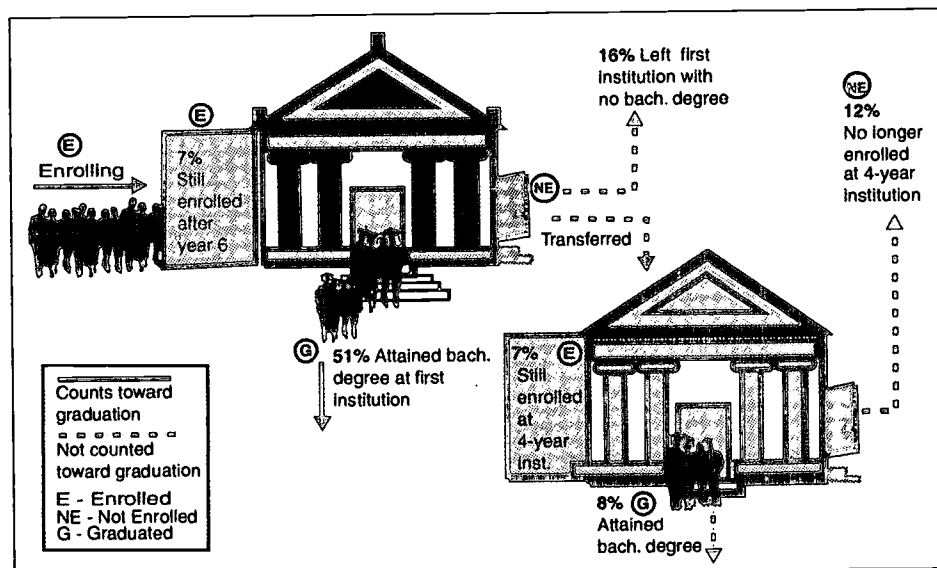 E
Enrolling
E
7%
Still
enrolled
after
year 6
16% Left first
institution with
no bach. degree
NE
12%
No longer
enrolled
at 4-year
institution
NE
Transferred
G
51% Attained bach.
degree at first
institution
7% E
Still
enrolled
at
4-year
inst.
8% G
Attained
bach. degree
Counts toward
graduation
Not counted
toward graduation
E - Enrolled
NE - Not Enrolled
G - Graduated